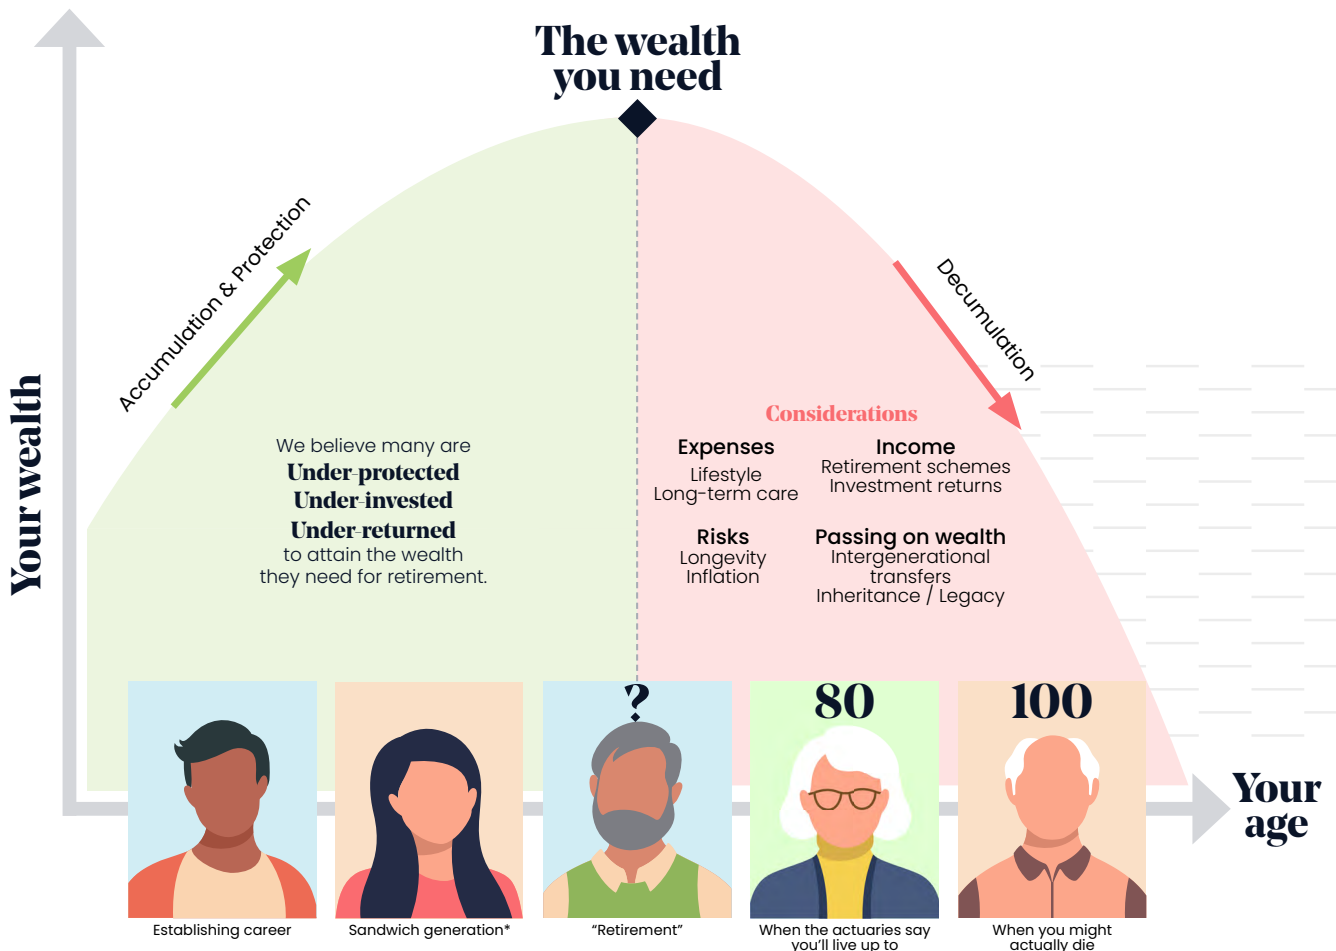 The wealth
you need
Accumulation & Protection
Decumulation
Your wealth
We believe many are
Under-protected
Under-invested
Under-returned
to attain the wealth
they need for retirement.
Considerations
Expenses
Lifestyle
Long-term care
Income
Retirement schemes
Investment returns
Risks
Longevity
Inflation
Passing on wealth
Intergenerational
transfers
Inheritance / Legacy
?
80
100
Your
age
Establishing career
Sandwich generation*
“Retirement”
When the actuaries say
you’ll live up to
When you might
actually die